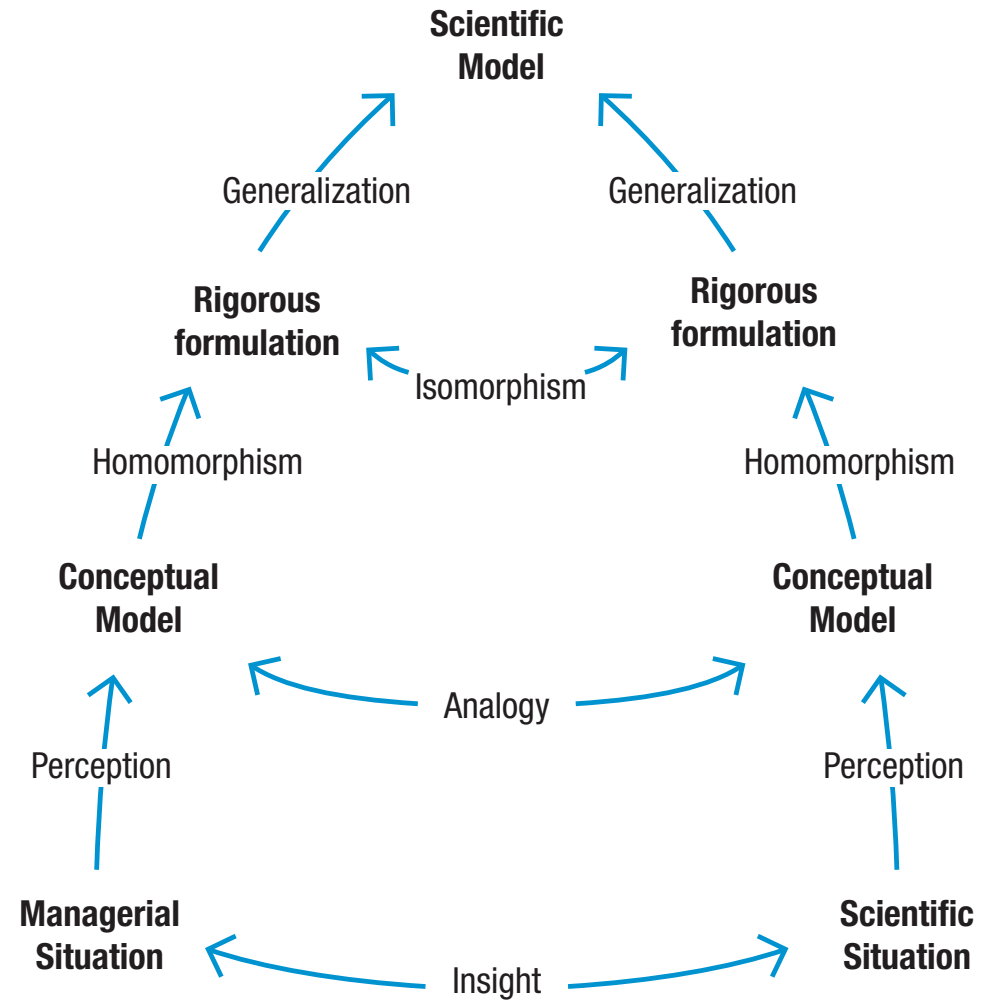 Scientific
Model
Generalization
Generalization
Rigorous
formulation
Rigorous
formulation
Isomorphism
Homomorphism
Homomorphism
Conceptual
Model
Conceptual
Model
Analogy
Perception
Perception
Managerial
Situation
Scientific
Situation
Insight